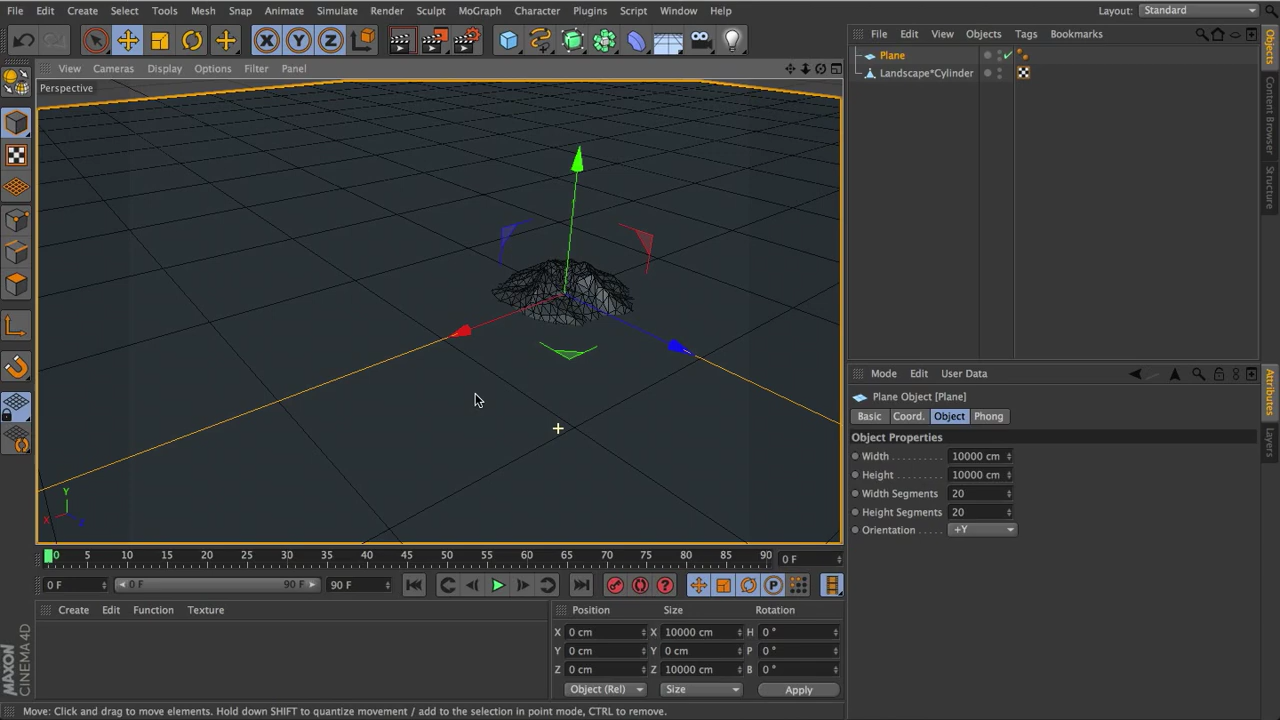 File Edit Create Select Tools Mesh Snap Animate Simulate Render Sculpt MoGraph Character Plugins Script Window Help Layout: Standard
X Y Z
File Edit View Objects Tags Bookmarks
Plane
Landscape*Cylinder
View Cameras Display Options Filter Panel
Perspective
Y
X
Objects
Content Browser
Structure
Mode Edit User Data
Plane Object [Plane]
Basic Coord. Object Phong
Object Properties
Width 10000 cm
Height 10000 cm
Width Segments 20
Height Segments 20
Orientation +Y
Attributes
Layers
0 5 10 15 20 25 30 35 40 45 50 55 60 65 70 75 80 85 90 0 F
0 F 0 F 90 F 90 F
Create Edit Function Texture
Position Size Rotation
X 0 cm X 10000 cm H 0 °
Y 0 cm Y 0 cm P 0 °
Z 0 cm Z 10000 cm B 0 °
Object (Rel) Size Apply
MAXON
CINEMA 4D
Move: Click and drag to move elements. Hold down SHIFT to quantize movement / add to the selection in point mode, CTRL to remove.